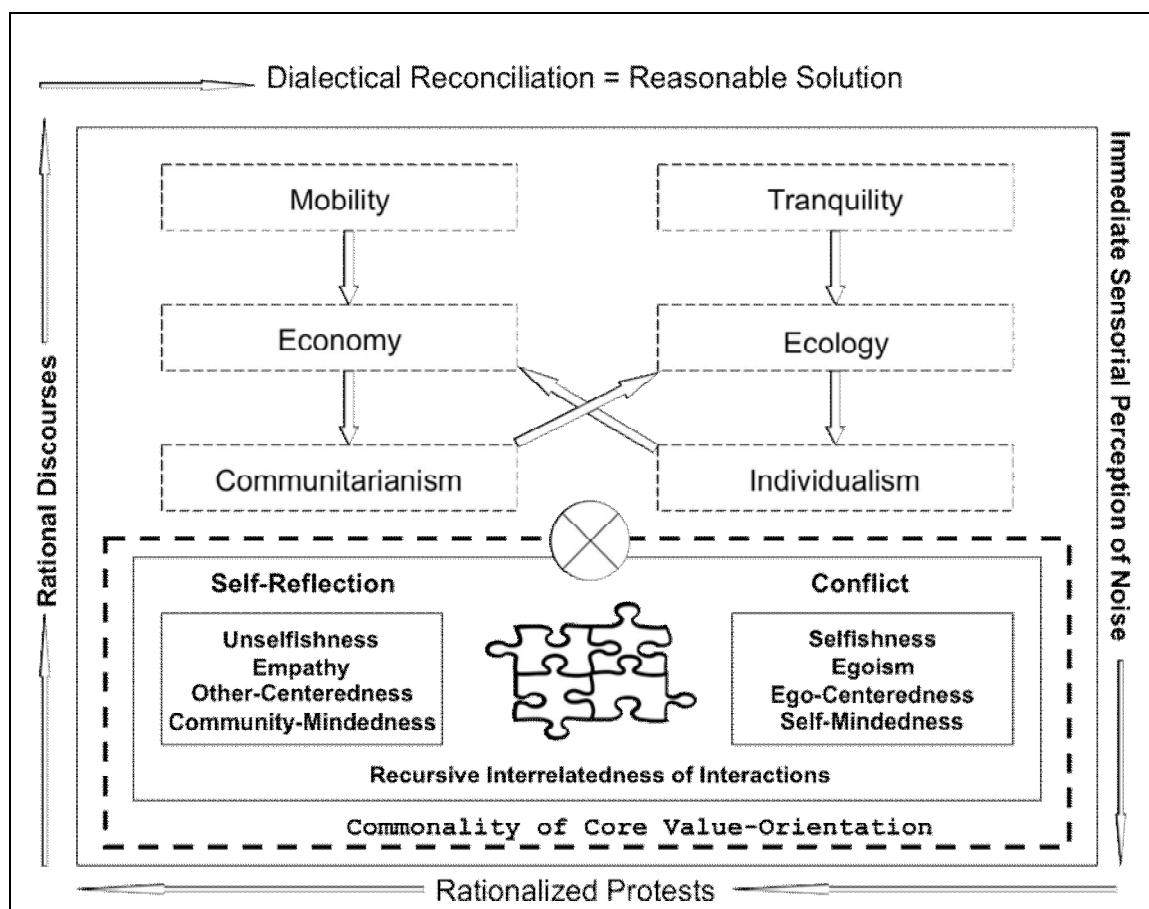 Dialectical Reconciliation = Reasonable Solution
Mobility
Tranquility
Economy
Ecology
Communitarianism
Individualism
Rational Discourses
Immediate Sensorial Perception of Noise
Self-Reflection
Conflict
Unselfishness
Empathy
Other-Centeredness
Community-Mindedness
Selfishness
Egoism
Ego-Centeredness
Self-Mindedness
Recursive Interrelatedness of Interactions
Commonality of Core Value-Orientation
Rationalized Protests